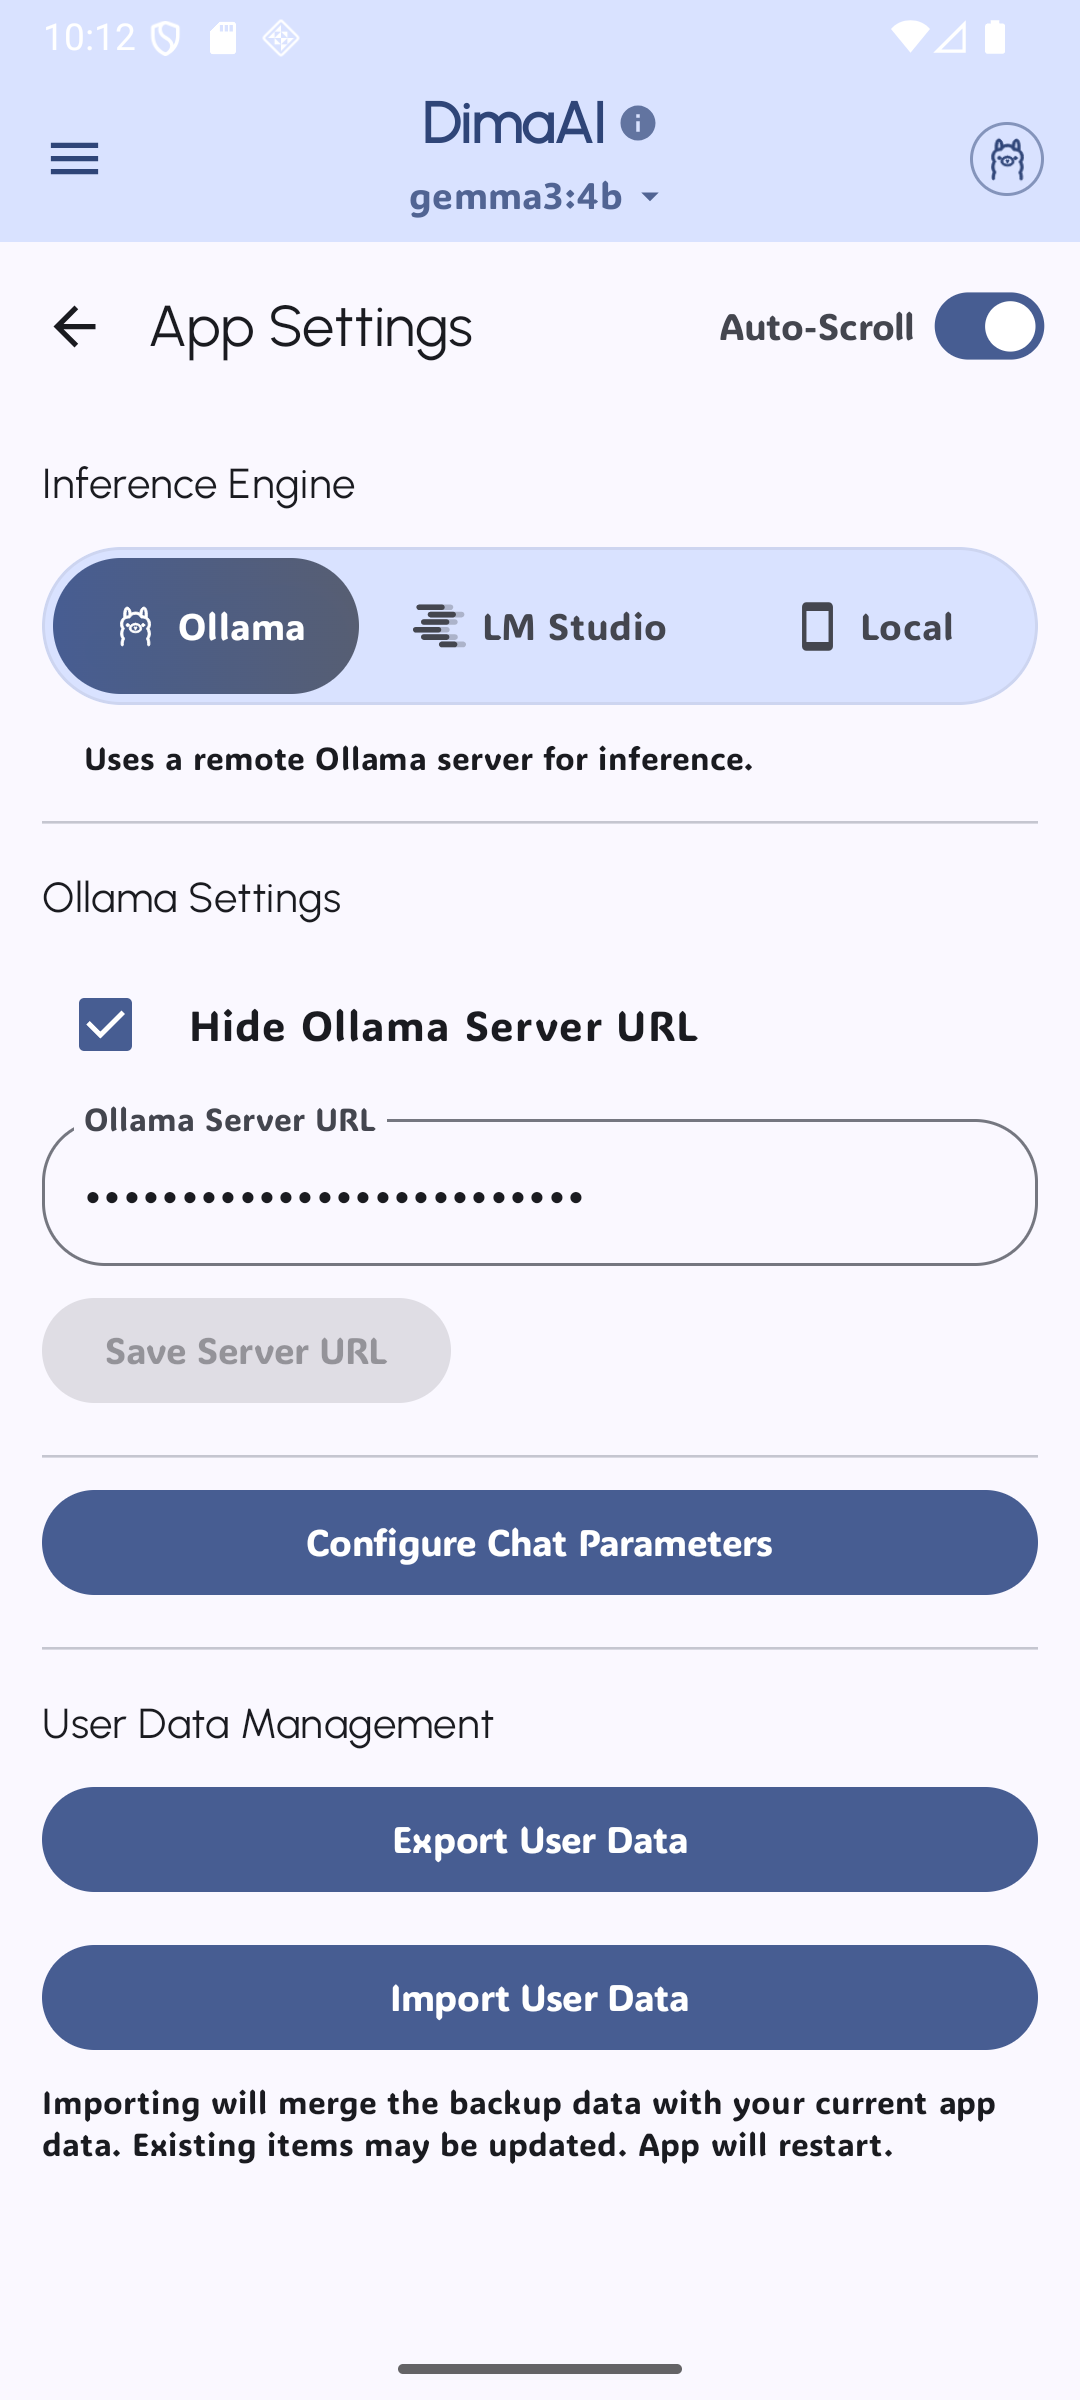 10:12
DimaAI
gemma3:4b
App Settings
Auto-Scroll
Inference Engine
Ollama
LM Studio
Local
Uses a remote Ollama server for inference.
Ollama Settings
Hide Ollama Server URL
Ollama Server URL
••••••••••••••••••••••••••
Save Server URL
Configure Chat Parameters
User Data Management
Export User Data
Import User Data
Importing will merge the backup data with your current app
data. Existing items may be updated. App will restart.